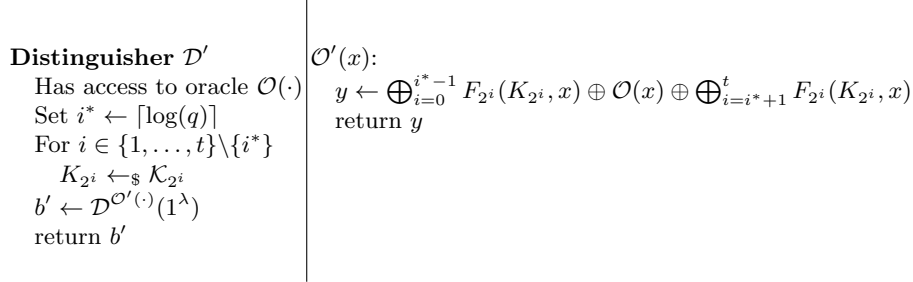 Distinguisher 𝒟′
Has access to oracle 𝒪(·)
Set i* ← ⌈log(q)⌉
For i ∈ {1, . . . , t}\{i*}
K_{2^i} ←_$ 𝒦_{2^i}
b′ ← 𝒟^{𝒪′(·)}(1^λ)
return b′
𝒪′(x):
y ← ⨁_{i=0}^{i*−1} F_{2^i}(K_{2^i}, x) ⊕ 𝒪(x) ⊕ ⨁_{i=i*+1}^{t} F_{2^i}(K_{2^i}, x)
return y